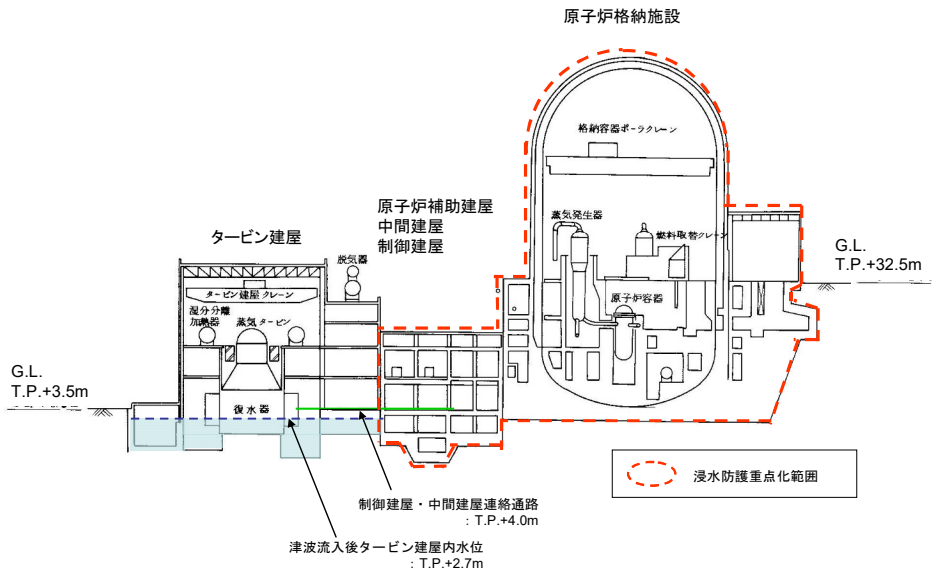 原子炉格納施設
格納容器ポーラクレーン
原子炉補助建屋
中間建屋
制御建屋
蒸気発生器
燃料取替クレーン
タービン建屋
脱気器
G.L.
T.P.+32.5m
タービン建屋クレーン
原子炉容器
湿分分離
加熱器
蒸気タービン
G.L.
T.P.+3.5m
復水器
浸水防護重点化範囲
制御建屋・中間建屋連絡通路
：T.P.+4.0m
津波流入後タービン建屋内水位
：T.P.+2.7m